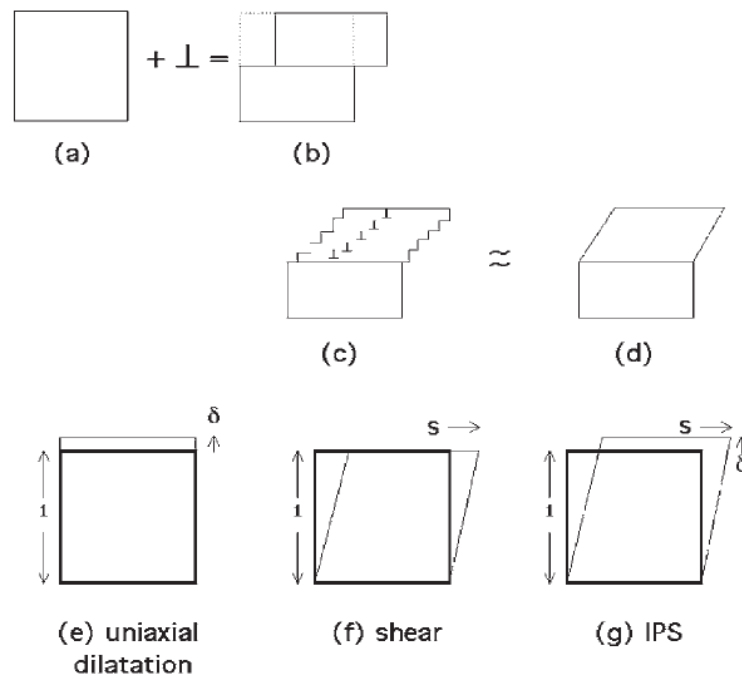 + ⊥ =
(a)
(b)
≈
(c)
(d)
δ
s
s
δ
1
1
1
(e) uniaxial
dilatation
(f) shear
(g) IPS